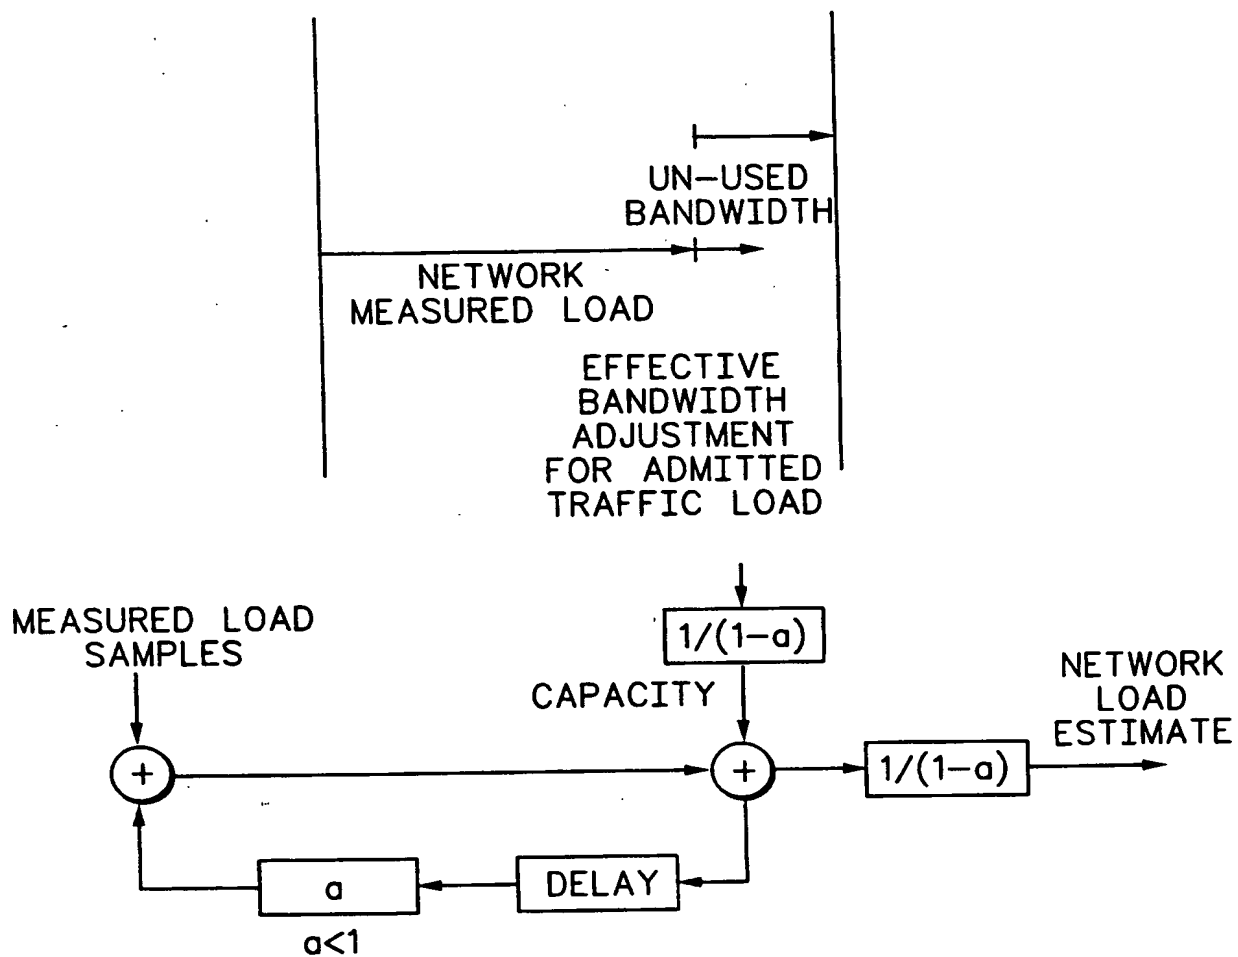 UN-USED
BANDWIDTH
NETWORK
MEASURED LOAD
EFFECTIVE
BANDWIDTH
ADJUSTMENT
FOR ADMITTED
TRAFFIC LOAD
MEASURED LOAD
SAMPLES
1/(1-a)
CAPACITY
NETWORK
LOAD
ESTIMATE
+
+
1/(1-a)
a
DELAY
a<1